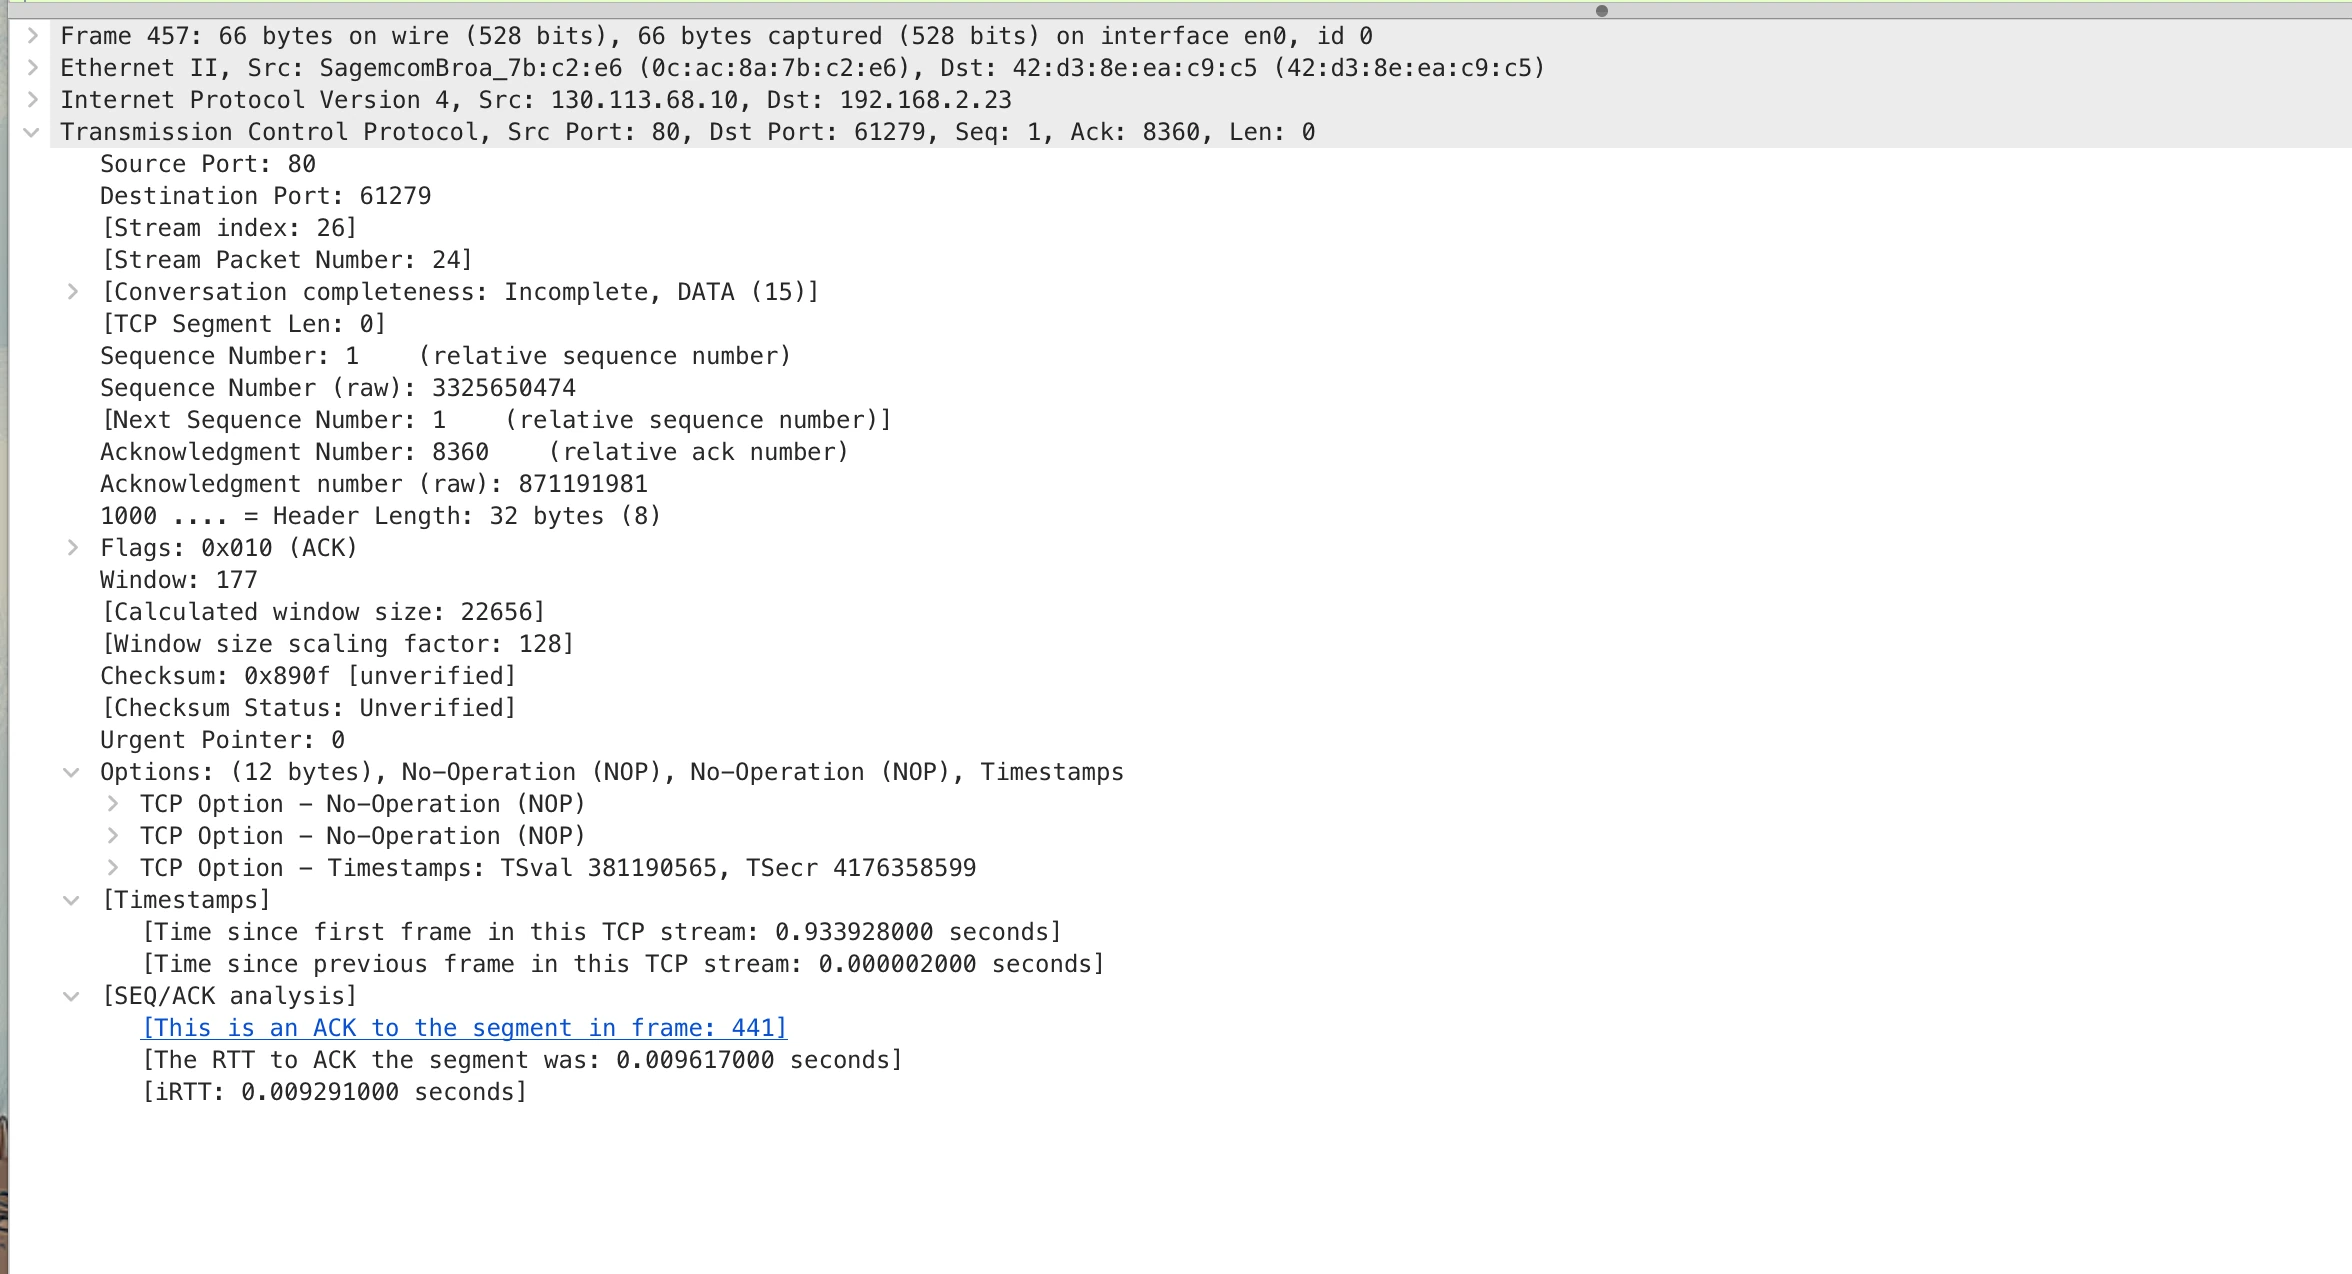 Frame 457: 66 bytes on wire (528 bits), 66 bytes captured (528 bits) on interface en0, id 0
Ethernet II, Src: SagemcomBroa_7b:c2:e6 (0c:ac:8a:7b:c2:e6), Dst: 42:d3:8e:ea:c9:c5 (42:d3:8e:ea:c9:c5)
Internet Protocol Version 4, Src: 130.113.68.10, Dst: 192.168.2.23
Transmission Control Protocol, Src Port: 80, Dst Port: 61279, Seq: 1, Ack: 8360, Len: 0
Source Port: 80
Destination Port: 61279
[Stream index: 26]
[Stream Packet Number: 24]
[Conversation completeness: Incomplete, DATA (15)]
[TCP Segment Len: 0]
Sequence Number: 1    (relative sequence number)
Sequence Number (raw): 3325650474
[Next Sequence Number: 1    (relative sequence number)]
Acknowledgment Number: 8360    (relative ack number)
Acknowledgment number (raw): 871191981
1000 .... = Header Length: 32 bytes (8)
Flags: 0x010 (ACK)
Window: 177
[Calculated window size: 22656]
[Window size scaling factor: 128]
Checksum: 0x890f [unverified]
[Checksum Status: Unverified]
Urgent Pointer: 0
Options: (12 bytes), No-Operation (NOP), No-Operation (NOP), Timestamps
TCP Option - No-Operation (NOP)
TCP Option - No-Operation (NOP)
TCP Option - Timestamps: TSval 381190565, TSecr 4176358599
[Timestamps]
[Time since first frame in this TCP stream: 0.933928000 seconds]
[Time since previous frame in this TCP stream: 0.000002000 seconds]
[SEQ/ACK analysis]
[This is an ACK to the segment in frame: 441]
[The RTT to ACK the segment was: 0.009617000 seconds]
[iRTT: 0.009291000 seconds]